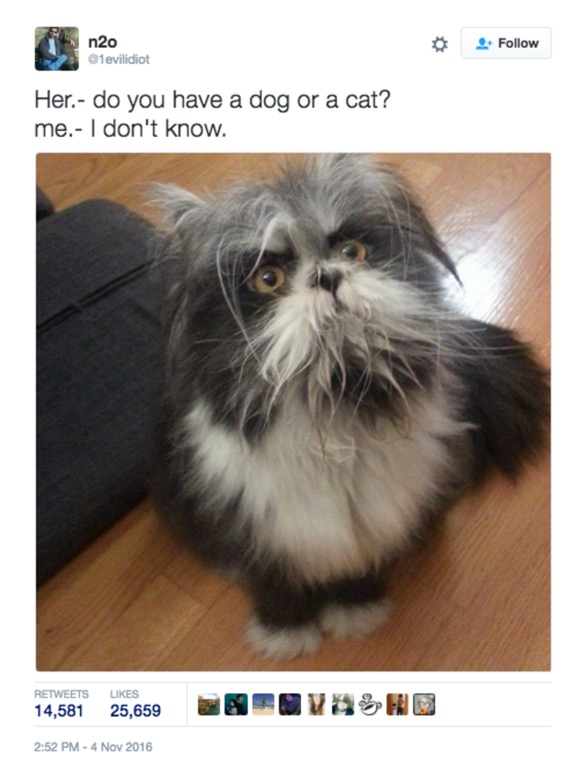 n2o
@1evilidiot
Follow
Her.- do you have a dog or a cat?
me.- I don't know.
RETWEETS LIKES
14,581 25,659
2:52 PM - 4 Nov 2016